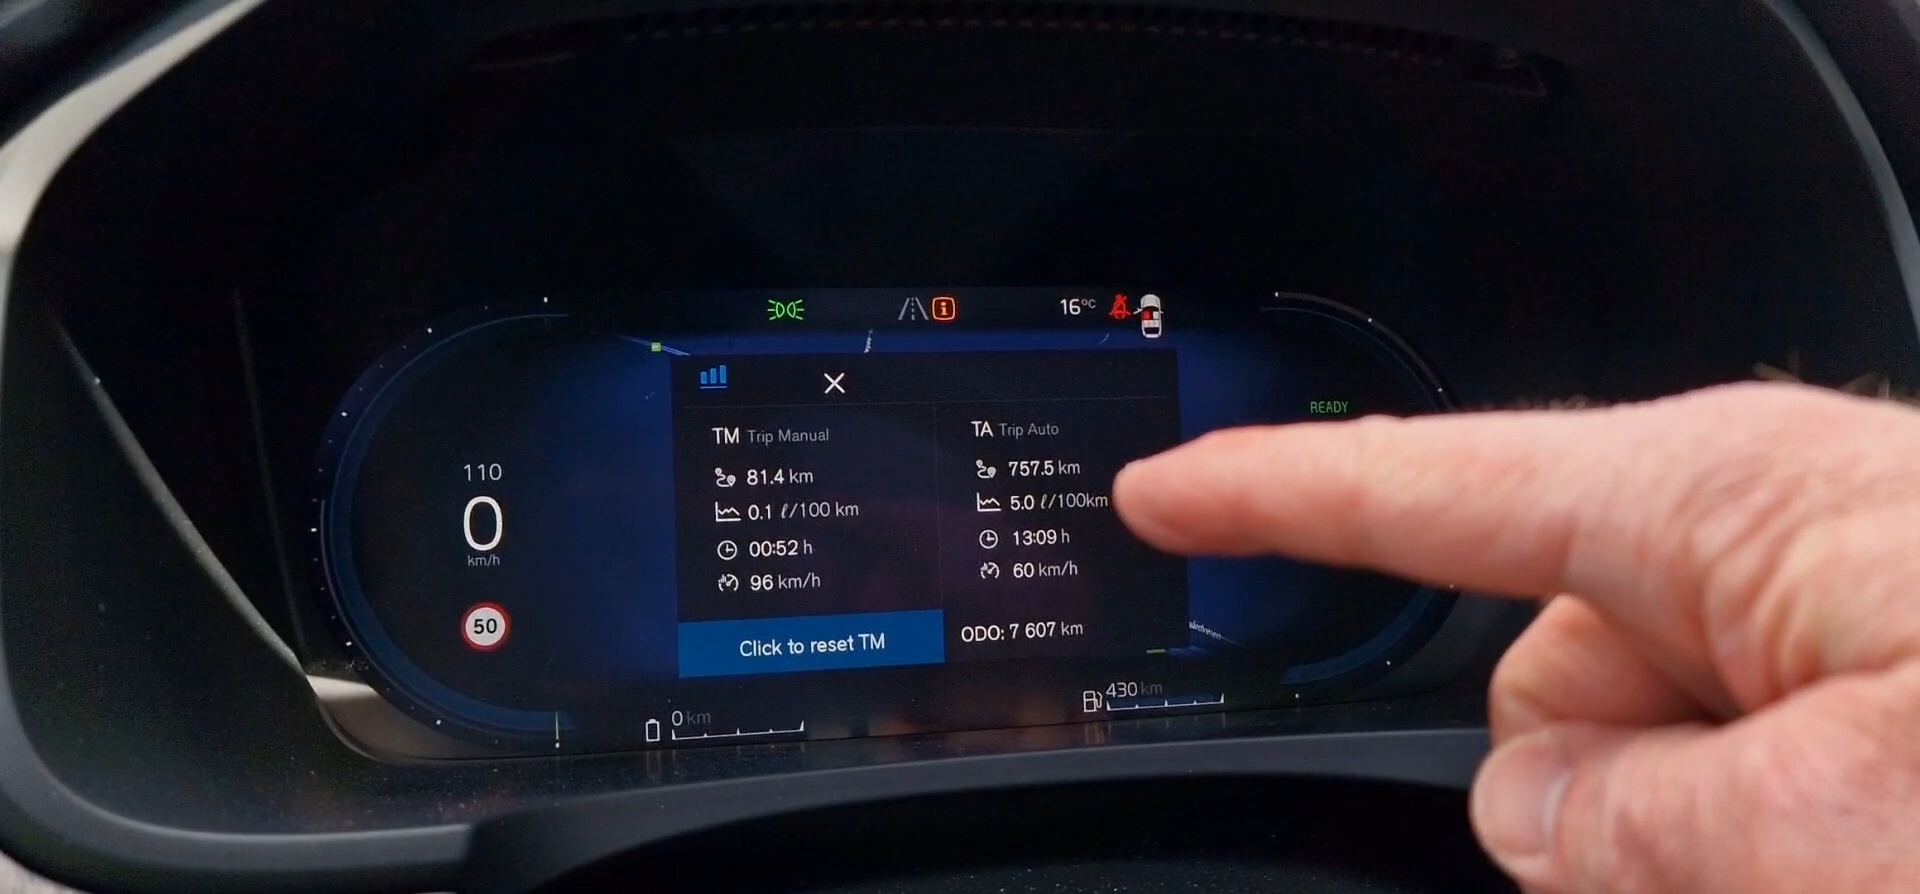 16°C
READY
TM Trip Manual
81.4 km
0.1 ℓ/100 km
00:52 h
96 km/h
Click to reset TM
TA Trip Auto
757.5 km
5.0 ℓ/100km
13:09 h
60 km/h
ODO: 7 607 km
110
0
km/h
50
0 km
430 km